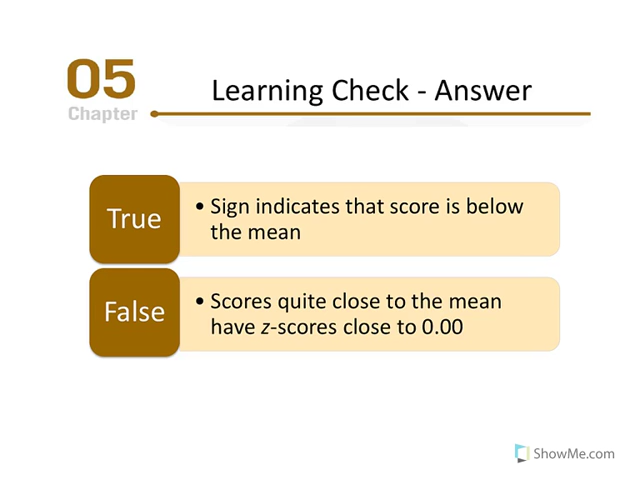 05
Chapter
Learning Check - Answer
True
• Sign indicates that score is below
the mean
False
• Scores quite close to the mean
have z-scores close to 0.00
ShowMe.com